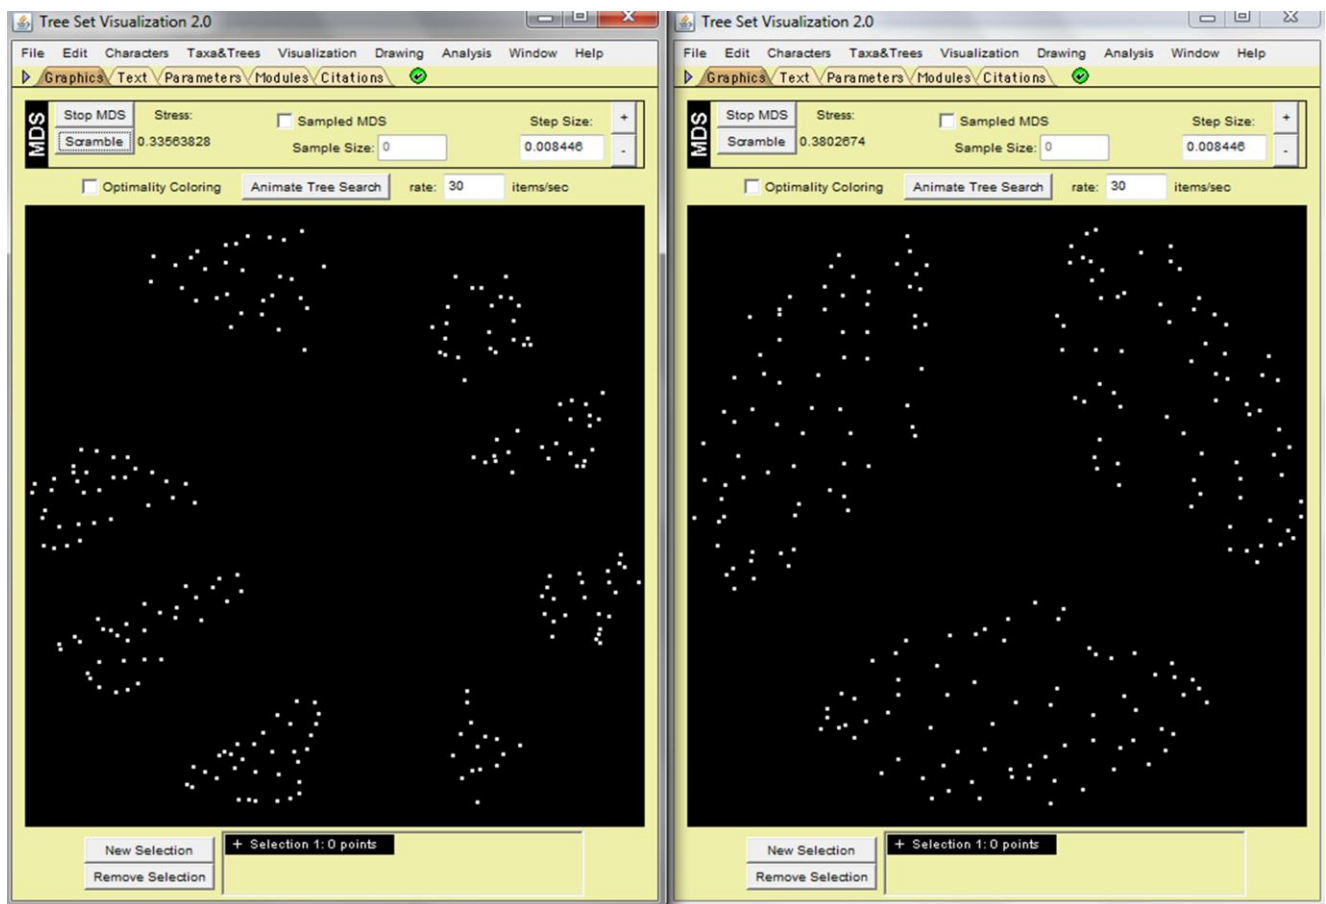 Tree Set Visualization 2.0
File Edit Characters Taxa&Trees Visualization Drawing Analysis Window Help
Graphics Text Parameters Modules Citations
MDS
Stop MDS Stress: Sampled MDS Step Size: +
Scramble 0.33563828 Sample Size: 0 0.008446 -
Optimality Coloring Animate Tree Search rate: 30 items/sec
New Selection + Selection 1: 0 points
Remove Selection
Tree Set Visualization 2.0
File Edit Characters Taxa&Trees Visualization Drawing Analysis Window Help
Graphics Text Parameters Modules Citations
MDS
Stop MDS Stress: Sampled MDS Step Size: +
Scramble 0.3802674 Sample Size: 0 0.008446 -
Optimality Coloring Animate Tree Search rate: 30 items/sec
New Selection + Selection 1: 0 points
Remove Selection